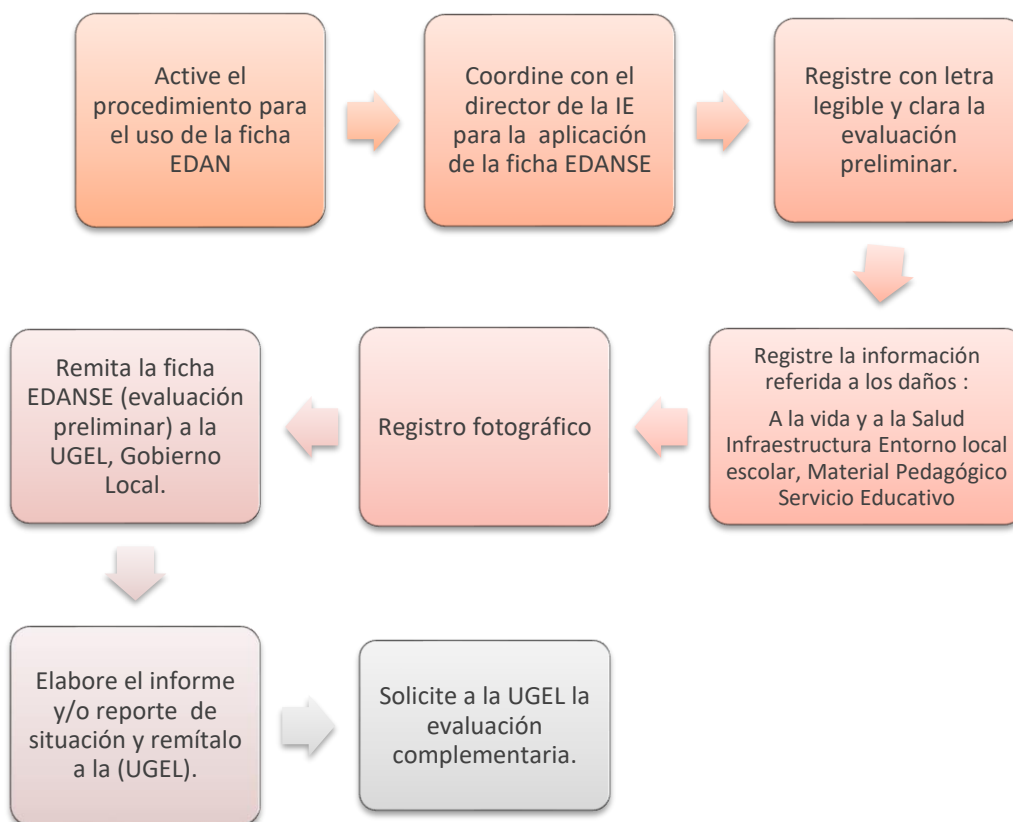 Active el
procedimiento para
el uso de la ficha
EDAN
Coordine con el
director de la IE
para la aplicación
de la ficha EDANSE
Registre con letra
legible y clara la
evaluación
preliminar.
Registre la información
referida a los daños :
A la vida y a la Salud
Infraestructura Entorno local
escolar, Material Pedagógico
Servicio Educativo
Registro fotográfico
Remita la ficha
EDANSE (evaluación
preliminar) a la
UGEL, Gobierno
Local.
Elabore el informe
y/o reporte de
situación y remítalo
a la (UGEL).
Solicite a la UGEL la
evaluación
complementaria.